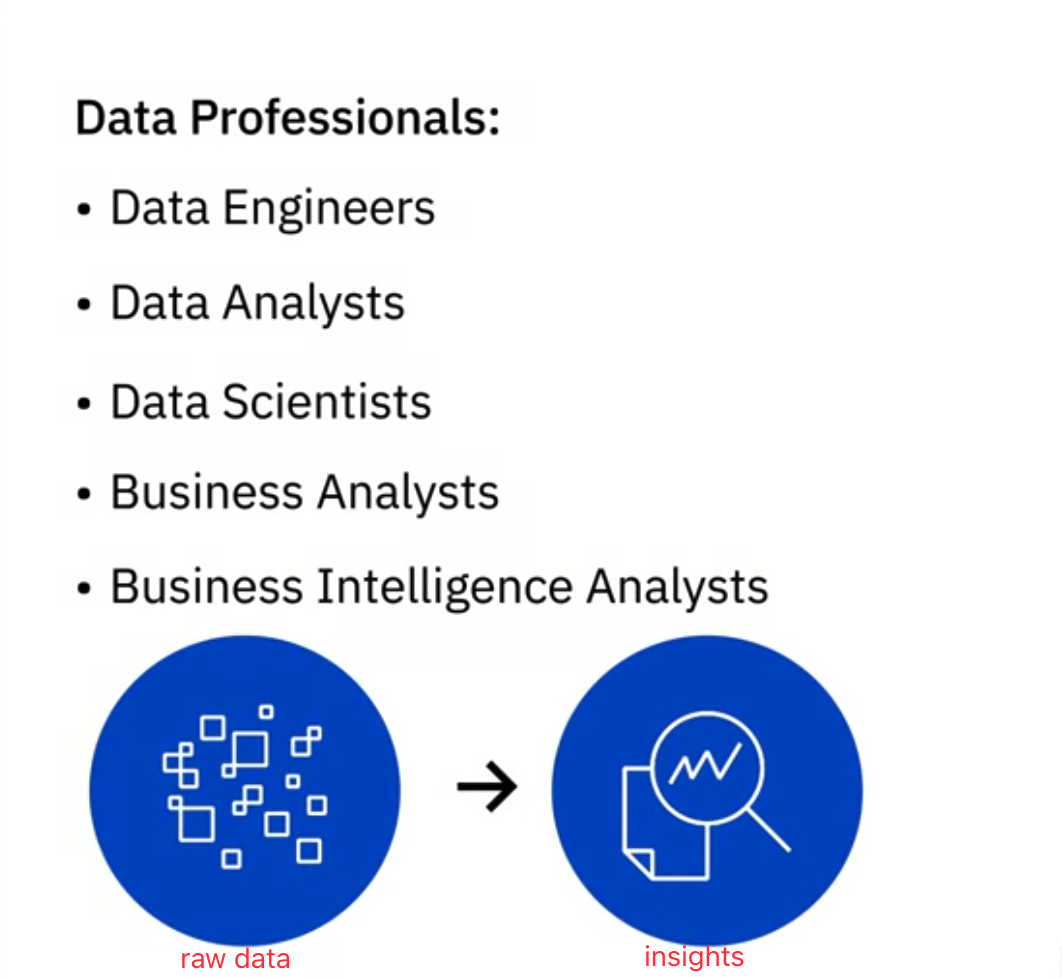 Data Professionals:
• Data Engineers
• Data Analysts
• Data Scientists
• Business Analysts
• Business Intelligence Analysts
raw data
insights